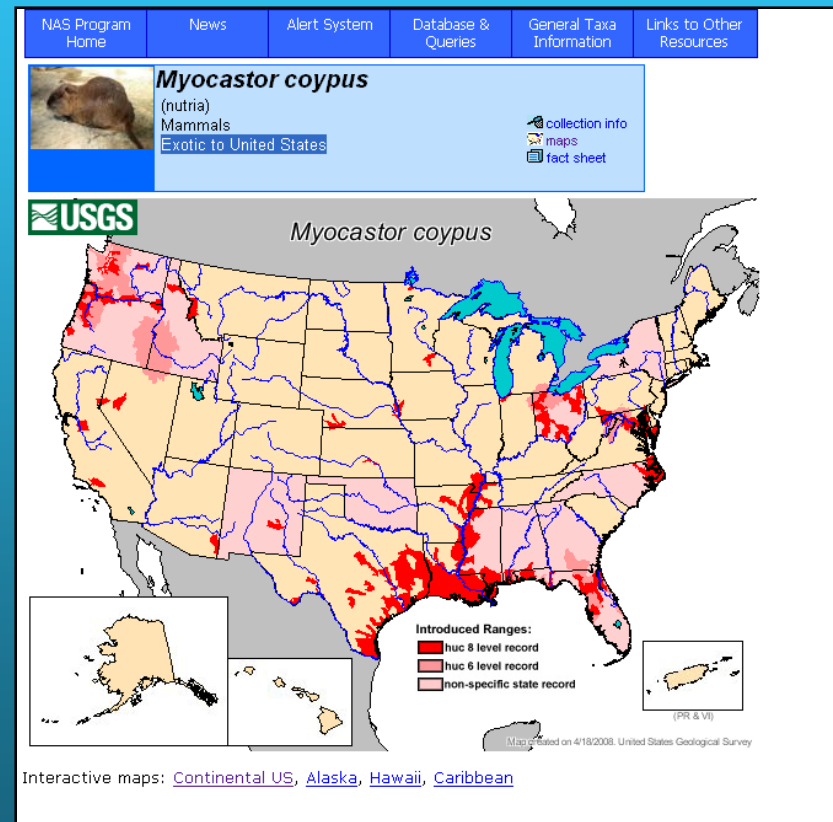 NAS Program Home
News
Alert System
Database & Queries
General Taxa Information
Links to Other Resources
Myocastor coypus
(nutria)
Mammals
Exotic to United States
collection info
maps
fact sheet
USGS
Myocastor coypus
Introduced Ranges:
huc 8 level record
huc 6 level record
non-specific state record
(PR & VI)
Map created on 4/18/2008. United States Geological Survey
Interactive maps: Continental US, Alaska, Hawaii, Caribbean